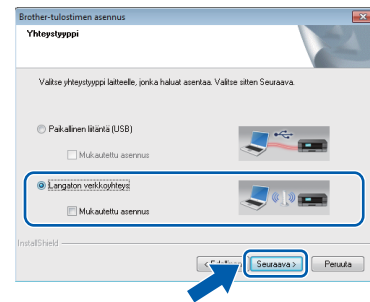 Brother-tulostimen asennus
Yhteystyyppi
Valitse yhteystyyppi laitteelle, jonka haluat asentaa. Valitse sitten Seuraava.
Paikallinen liitäntä (USB)
Mukautettu asennus
Langaton verkkoyhteys
Mukautettu asennus
InstallShield
Seuraava >
Peruuta